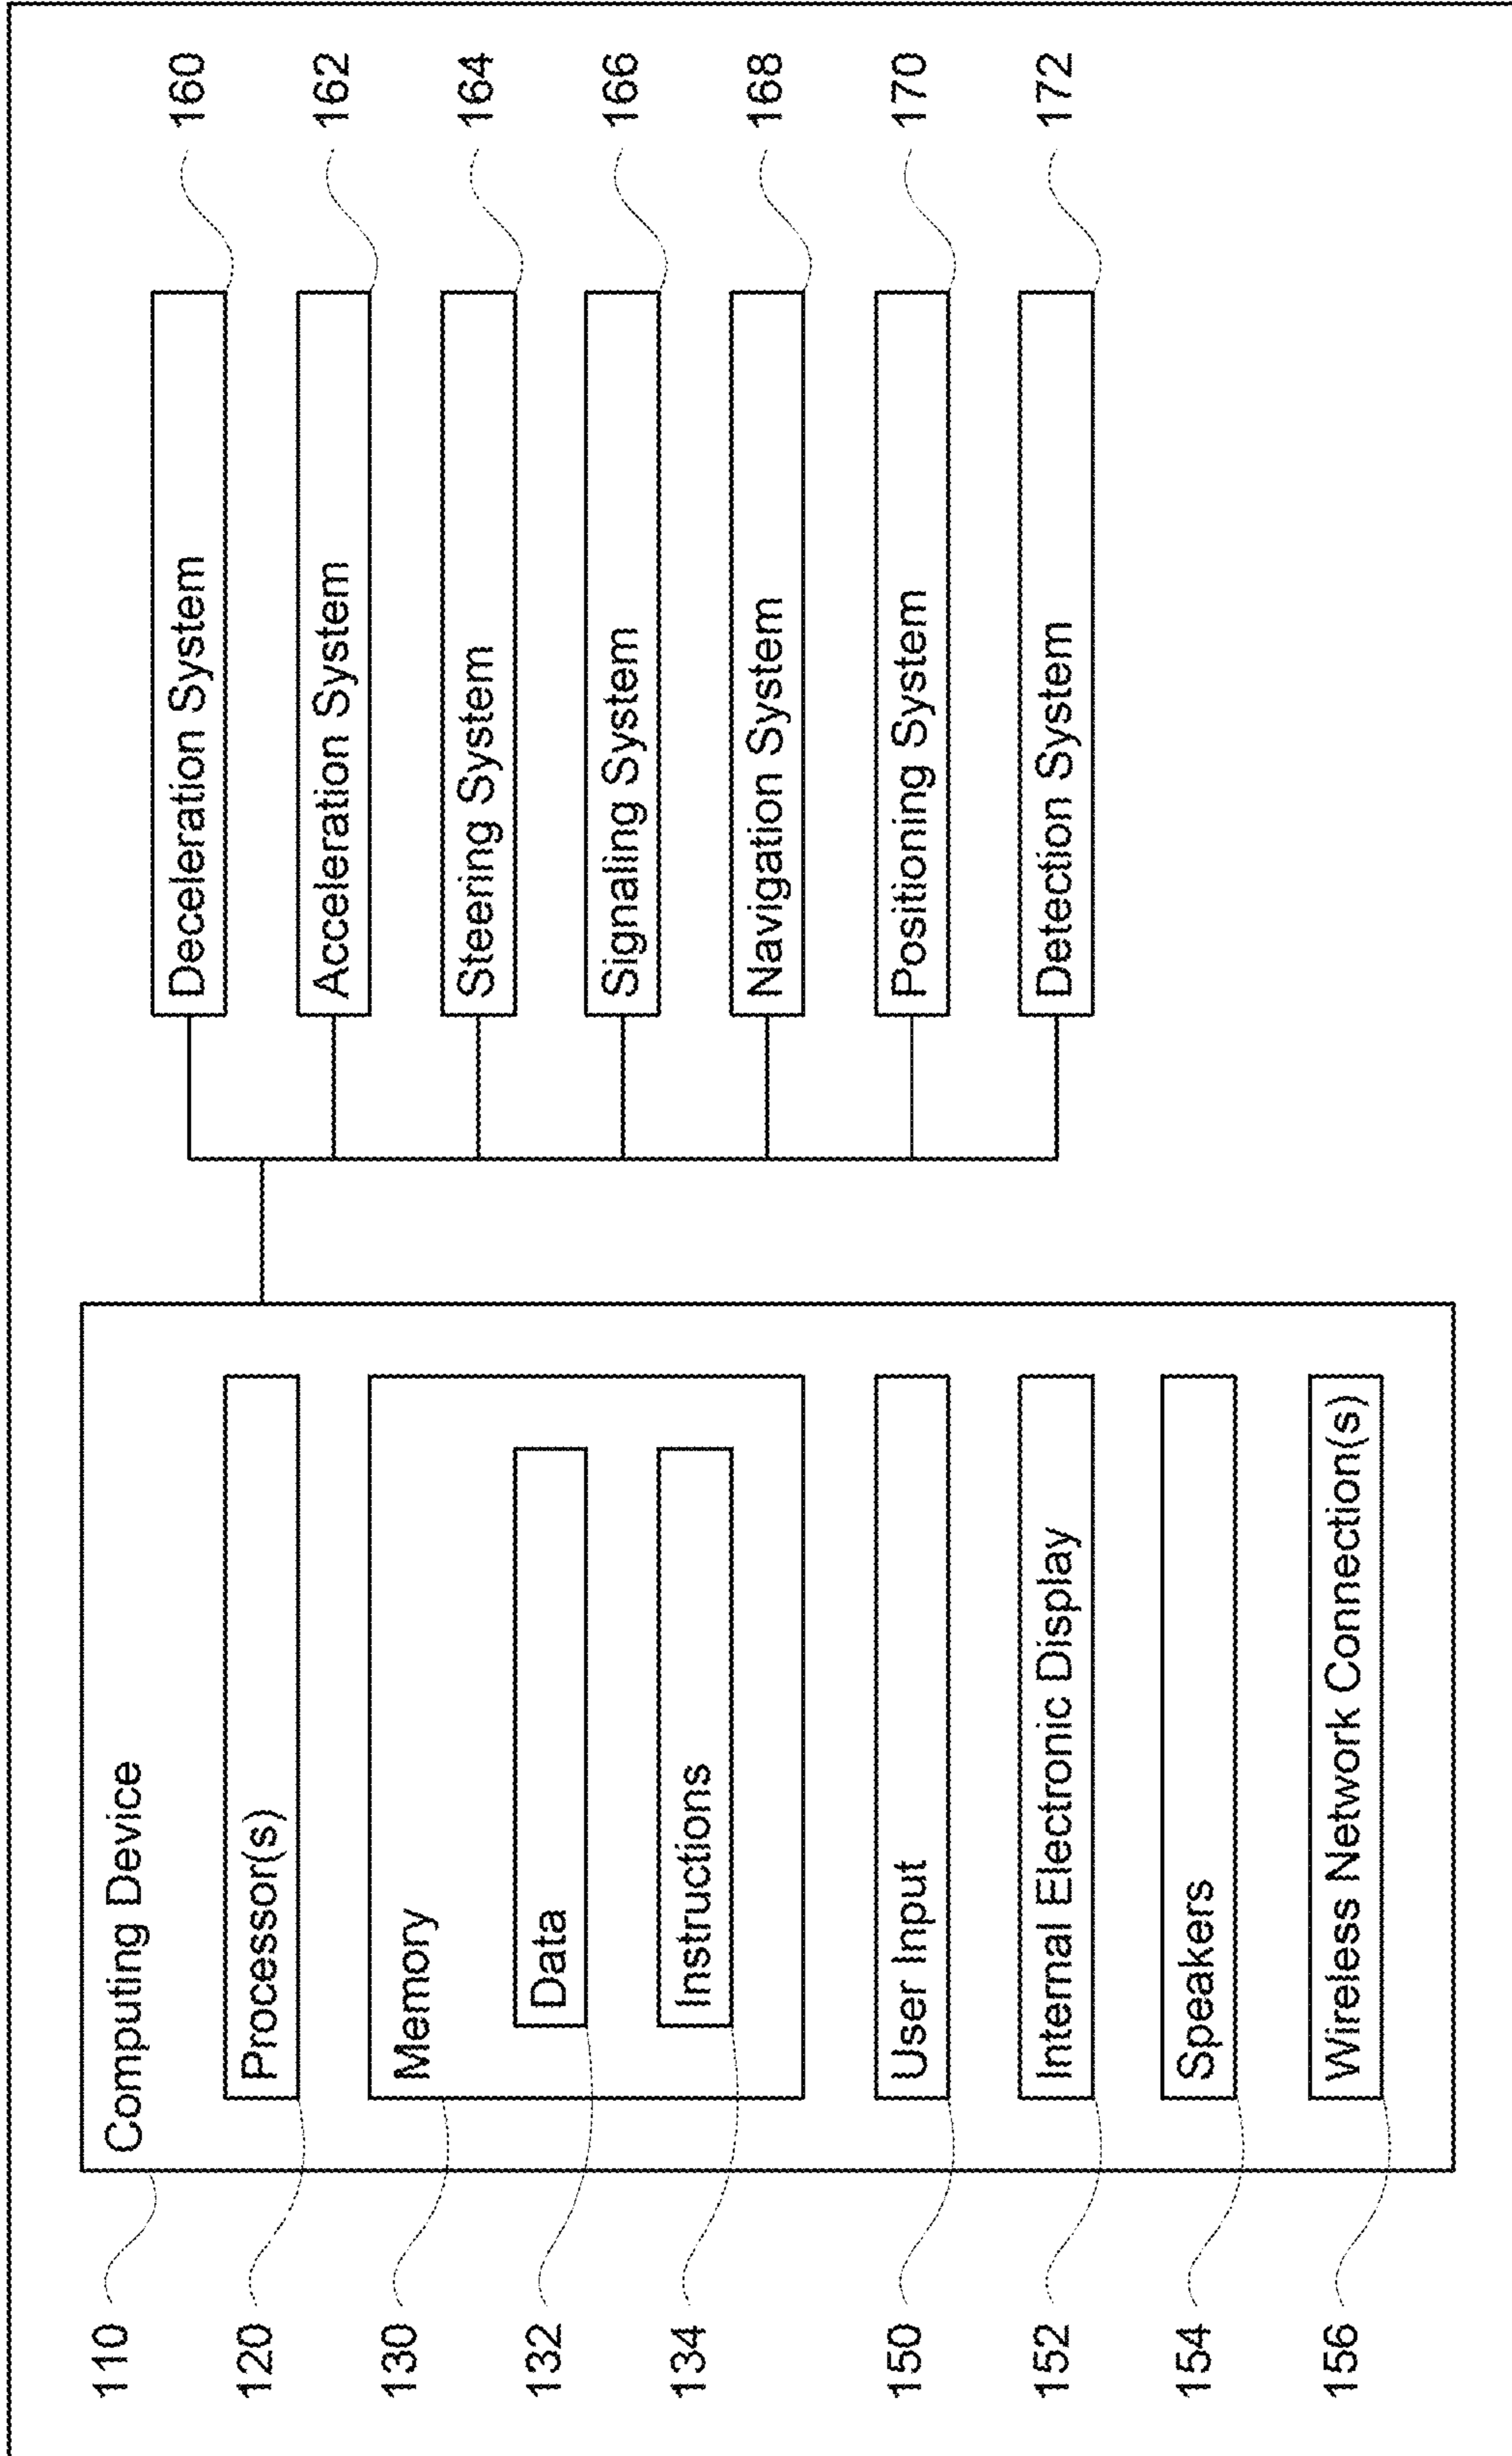 110
Computing Device
120
Processor(s)
130
Memory
132
Data
134
Instructions
150
User Input
152
Internal Electronic Display
154
Speakers
156
Wireless Network Connection(s)
Deceleration System
160
Acceleration System
162
Steering System
164
Signaling System
166
Navigation System
168
Positioning System
170
Detection System
172